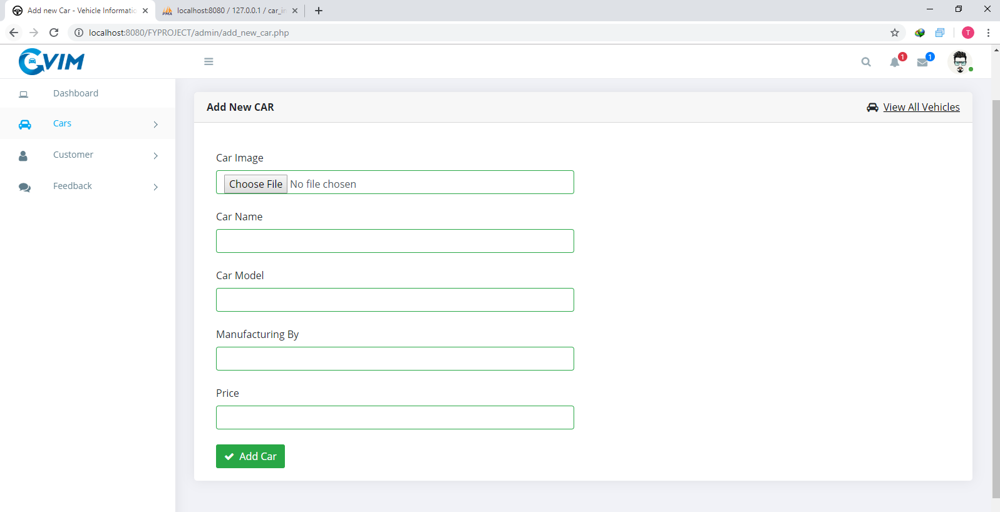 Add new Car - Vehicle Informatio
localhost:8080 / 127.0.0.1 / car_in
localhost:8080/FYPROJECT/admin/add_new_car.php
T
VIM
1
1
Dashboard
Cars
Customer
Feedback
Add New CAR
View All Vehicles
Car Image
Choose File No file chosen
Car Name
Car Model
Manufacturing By
Price
Add Car